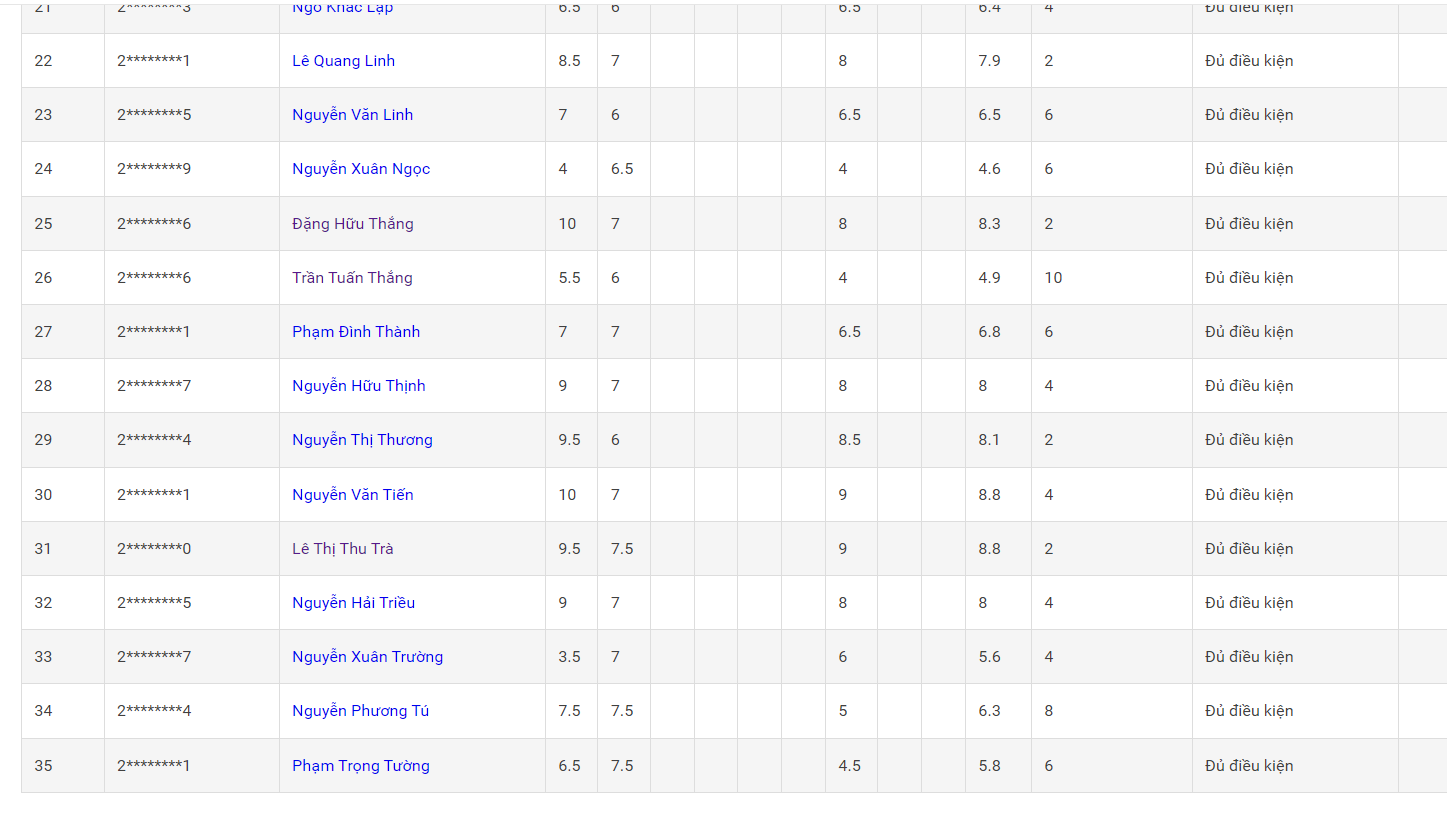 21 2********3 Ngô Khắc Lập 6.5 6 6.5 6.4 4 Đủ điều kiện
22 2********1 Lê Quang Linh 8.5 7 8 7.9 2 Đủ điều kiện
23 2********5 Nguyễn Văn Linh 7 6 6.5 6.5 6 Đủ điều kiện
24 2********9 Nguyễn Xuân Ngọc 4 6.5 4 4.6 6 Đủ điều kiện
25 2********6 Đặng Hữu Thắng 10 7 8 8.3 2 Đủ điều kiện
26 2********6 Trần Tuấn Thắng 5.5 6 4 4.9 10 Đủ điều kiện
27 2********1 Phạm Đình Thành 7 7 6.5 6.8 6 Đủ điều kiện
28 2********7 Nguyễn Hữu Thịnh 9 7 8 8 4 Đủ điều kiện
29 2********4 Nguyễn Thị Thương 9.5 6 8.5 8.1 2 Đủ điều kiện
30 2********1 Nguyễn Văn Tiến 10 7 9 8.8 4 Đủ điều kiện
31 2********0 Lê Thị Thu Trà 9.5 7.5 9 8.8 2 Đủ điều kiện
32 2********5 Nguyễn Hải Triều 9 7 8 8 4 Đủ điều kiện
33 2********7 Nguyễn Xuân Trường 3.5 7 6 5.6 4 Đủ điều kiện
34 2********4 Nguyễn Phương Tú 7.5 7.5 5 6.3 8 Đủ điều kiện
35 2********1 Phạm Trọng Tường 6.5 7.5 4.5 5.8 6 Đủ điều kiện